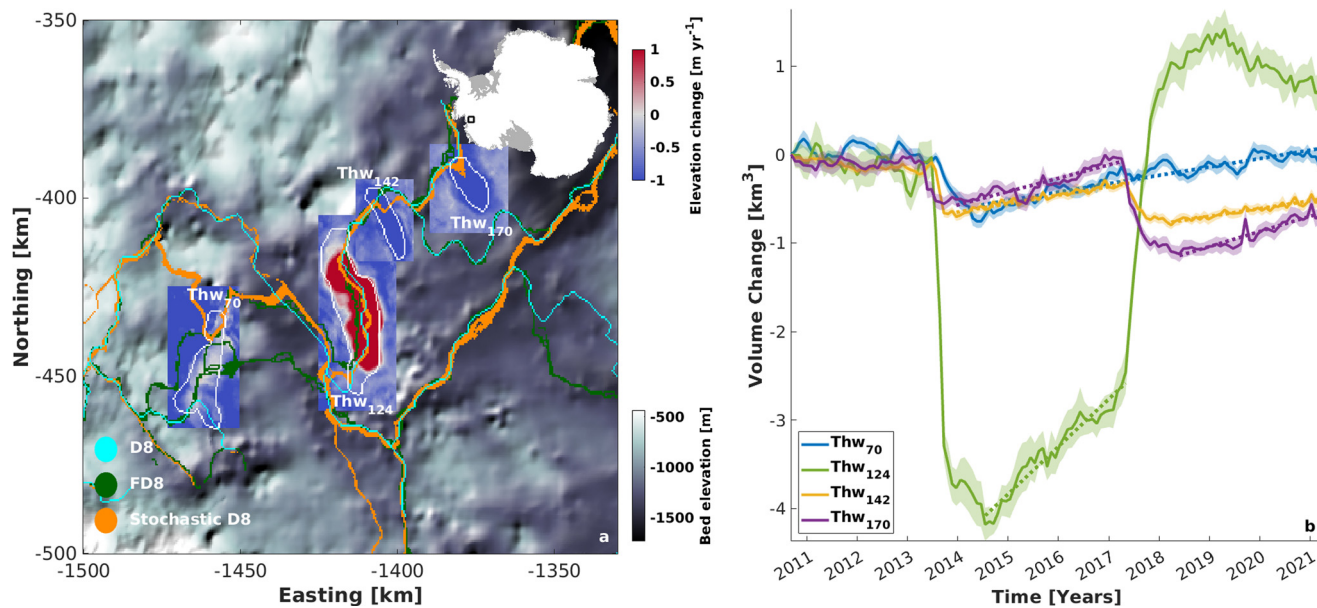 -350
-400
-450
-500
Northing [km]
-1500
-1450
-1400
-1350
Easting [km]
Thw70
Thw124
Thw142
Thw170
D8
FD8
Stochastic D8
a
1
0.5
0
-0.5
-1
Elevation change [m yr-1]
-500
-1000
-1500
Bed elevation [m]
1
0
-1
-2
-3
-4
Volume Change [km3]
Thw70
Thw124
Thw142
Thw170
b
2011
2012
2013
2014
2015
2016
2017
2018
2019
2020
2021
Time [Years]